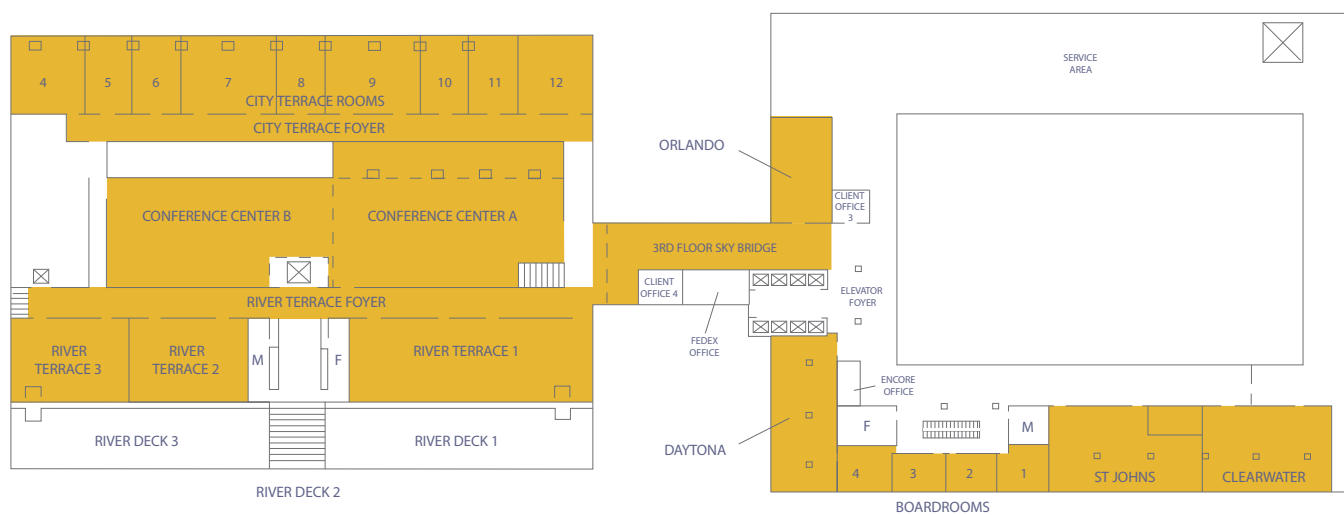 SERVICE
AREA
4
5
6
7
8
9
10
11
12
CITY TERRACE ROOMS
CITY TERRACE FOYER
ORLANDO
CLIENT
OFFICE
3
CONFERENCE CENTER B
CONFERENCE CENTER A
3RD FLOOR SKY BRIDGE
CLIENT
OFFICE 4
ELEVATOR
FOYER
RIVER TERRACE FOYER
FEDEX
OFFICE
RIVER
TERRACE 3
RIVER
TERRACE 2
M
F
RIVER TERRACE 1
ENCORE
OFFICE
F
M
RIVER DECK 3
RIVER DECK 1
DAYTONA
4
3
2
1
ST JOHNS
CLEARWATER
RIVER DECK 2
BOARDROOMS